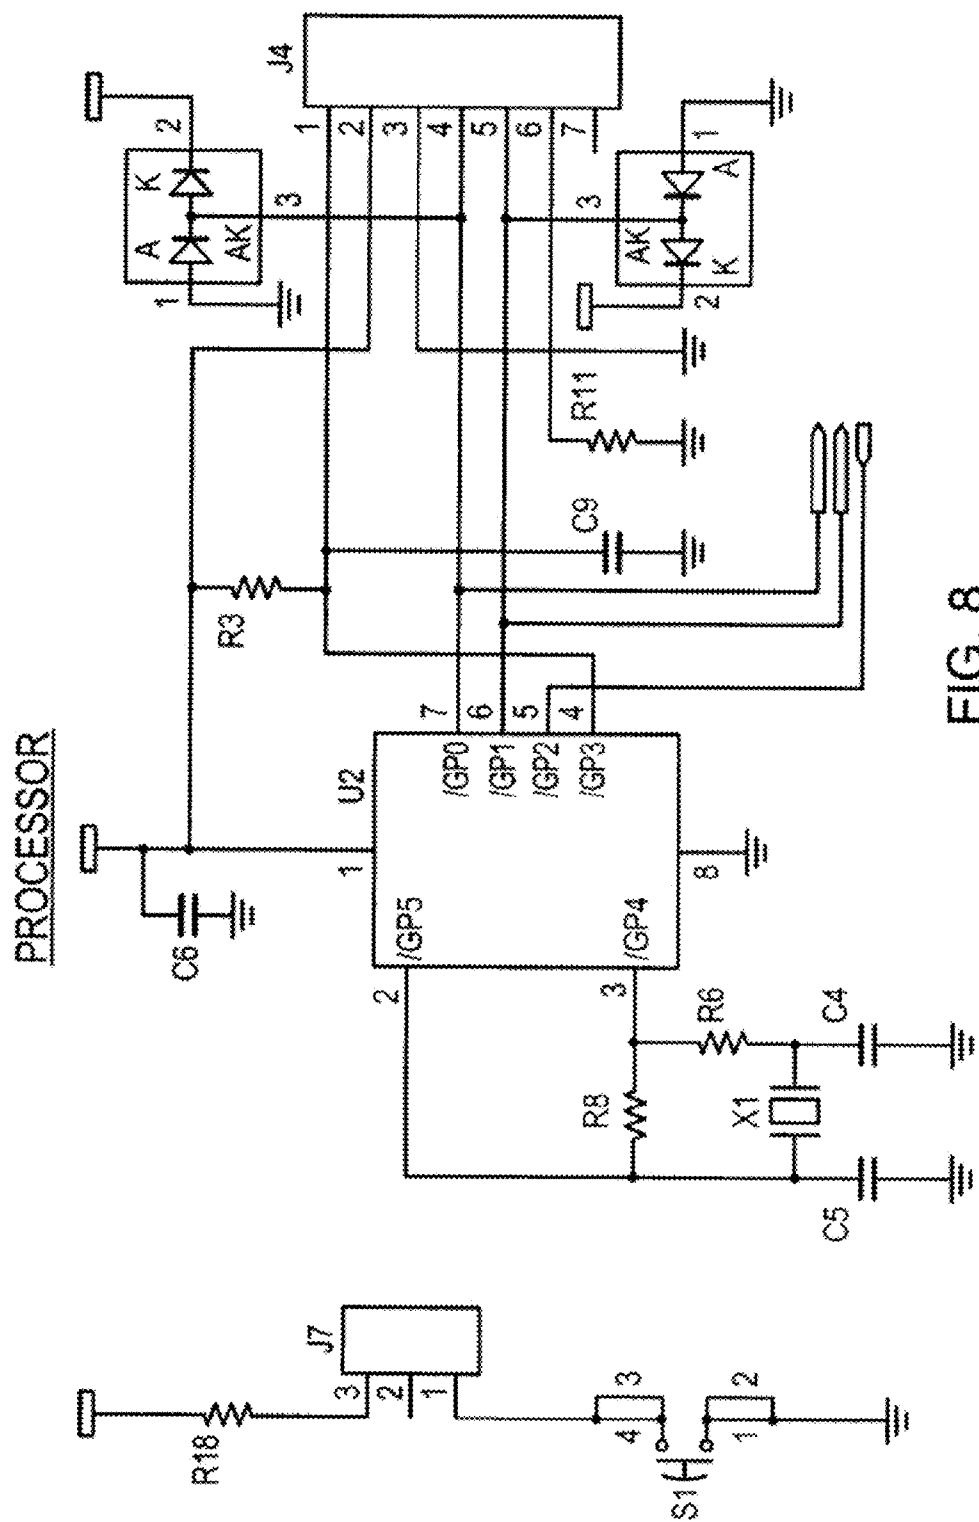 PROCESSOR
J4
1
2
3
4
5
6
7
2
K
A
AK
1
3
3
AK
A
K
1
2
R11
C9
R3
C6
U2
1
/GP5
/GP4
/GP0
/GP1
/GP2
/GP3
7
6
5
4
8
2
3
R8
R6
X1
C4
C5
J7
3
2
1
R18
3
4
2
1
S1
FIG. 8